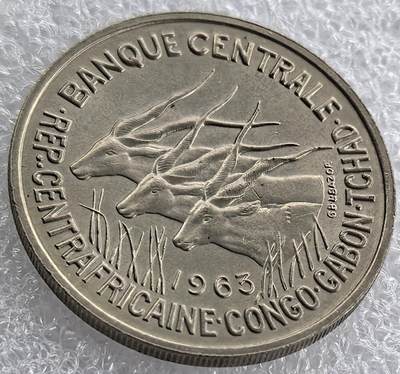 BANQUE CENTRALE
REP. CENTRAFRICAINE·CONGO·GABON·TCHAD·
1963